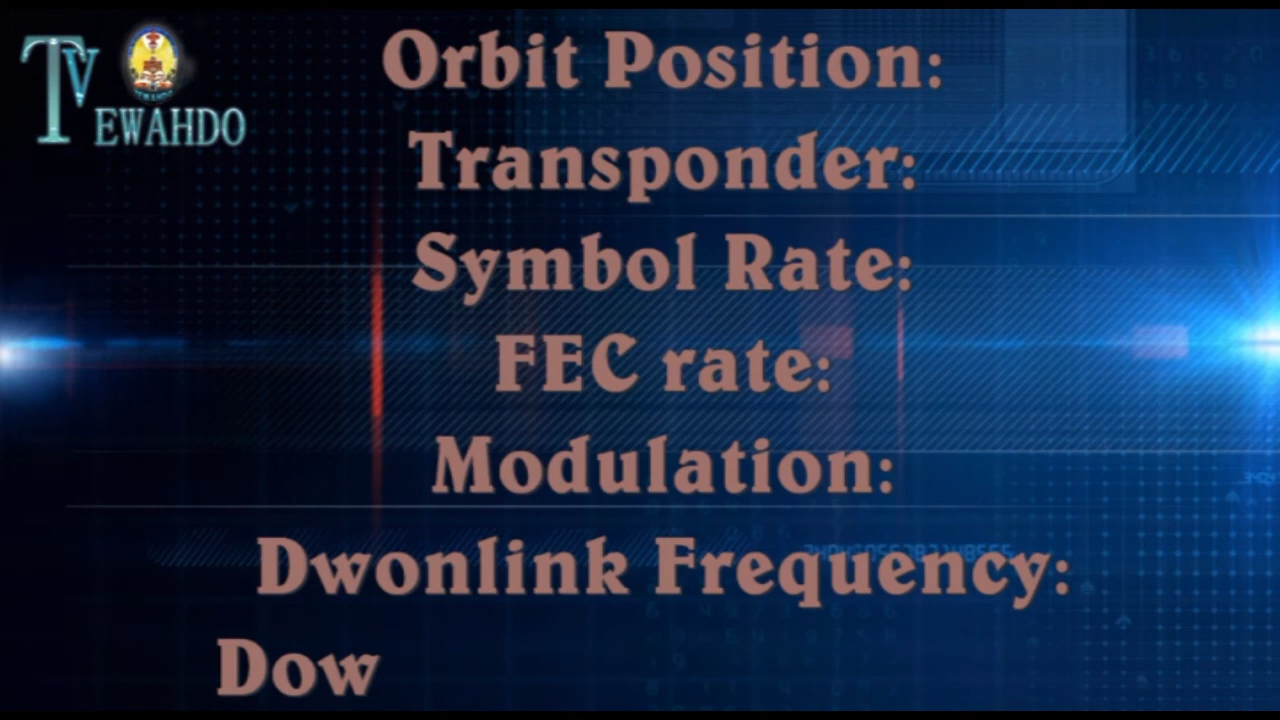 TV
EWAHDO
Orbit Position:
Transponder:
Symbol Rate:
FEC rate:
Modulation:
Dwonlink Frequency:
Dow